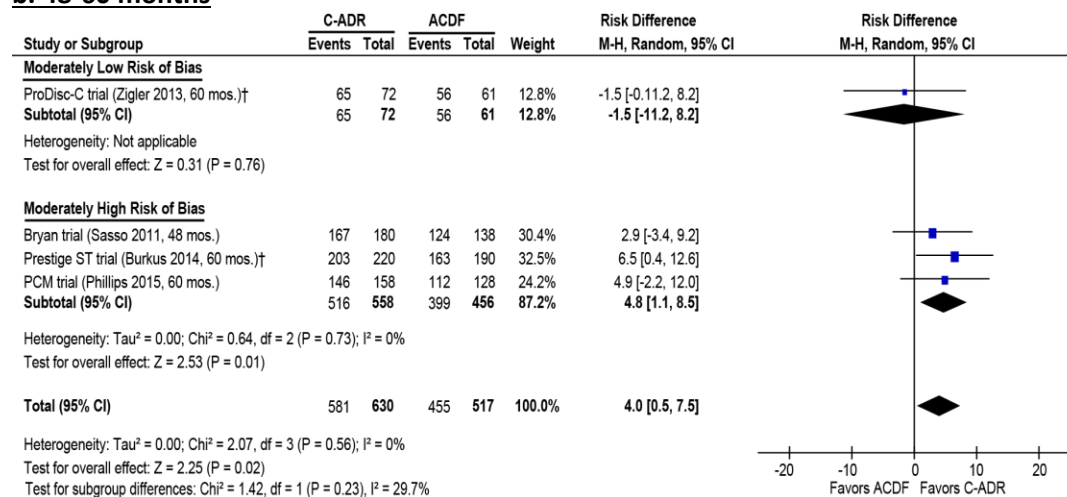 b. 48-60 months
C-ADR ACDF Risk Difference Risk Difference
Study or Subgroup Events Total Events Total Weight M-H, Random, 95% CI M-H, Random, 95% CI
Moderately Low Risk of Bias
ProDisc-C trial (Zigler 2013, 60 mos.)† 65 72 56 61 12.8% -1.5 [-0.11.2, 8.2]
Subtotal (95% CI) 65 72 56 61 12.8% -1.5 [-11.2, 8.2]
Heterogeneity: Not applicable
Test for overall effect: Z = 0.31 (P = 0.76)
Moderately High Risk of Bias
Bryan trial (Sasso 2011, 48 mos.) 167 180 124 138 30.4% 2.9 [-3.4, 9.2]
Prestige ST trial (Burkus 2014, 60 mos.)† 203 220 163 190 32.5% 6.5 [0.4, 12.6]
PCM trial (Phillips 2015, 60 mos.) 146 158 112 128 24.2% 4.9 [-2.2, 12.0]
Subtotal (95% CI) 516 558 399 456 87.2% 4.8 [1.1, 8.5]
Heterogeneity: Tau² = 0.00; Chi² = 0.64, df = 2 (P = 0.73); I² = 0%
Test for overall effect: Z = 2.53 (P = 0.01)
Total (95% CI) 581 630 455 517 100.0% 4.0 [0.5, 7.5]
Heterogeneity: Tau² = 0.00; Chi² = 2.07, df = 3 (P = 0.56); I² = 0%
Test for overall effect: Z = 2.25 (P = 0.02)
Test for subgroup differences: Chi² = 1.42, df = 1 (P = 0.23), I² = 29.7%
-20 -10 0 10 20
Favors ACDF Favors C-ADR